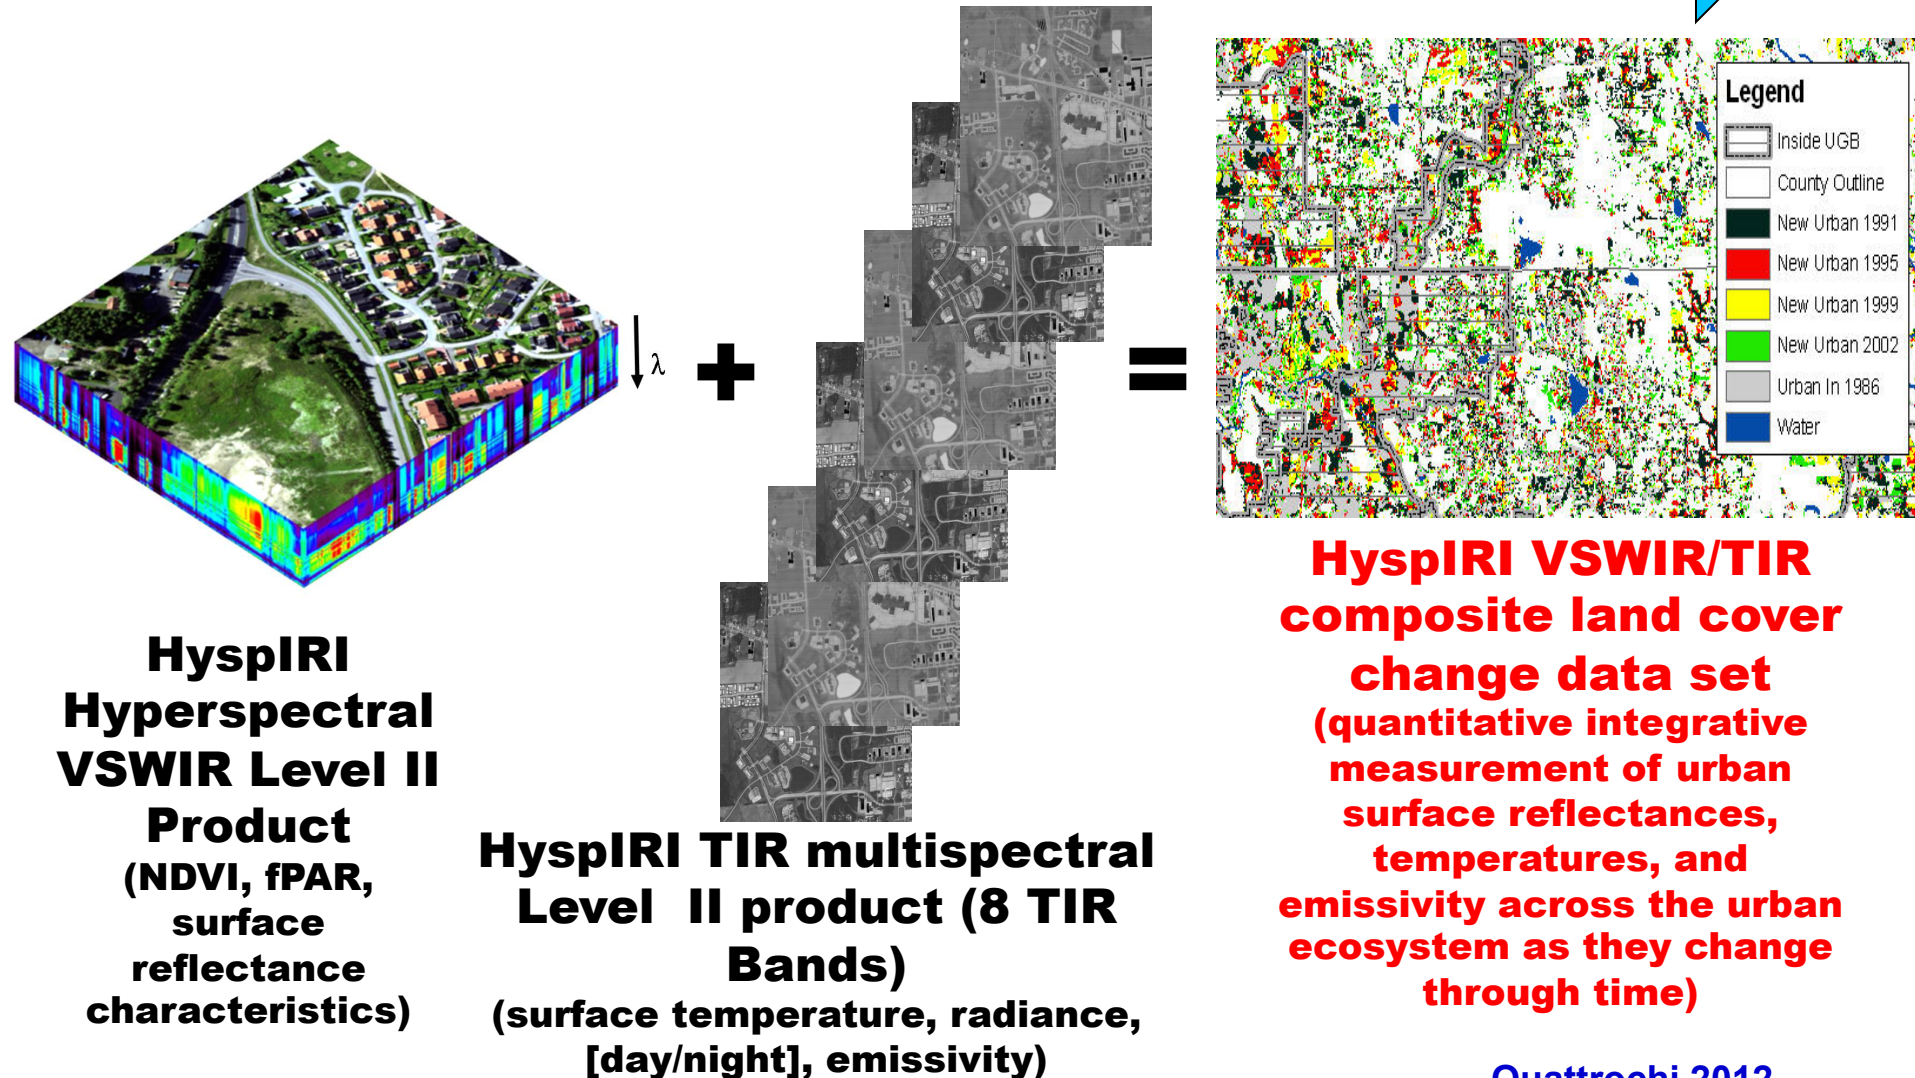 λ
Legend
Inside UGB
County Outline
New Urban 1991
New Urban 1995
New Urban 1999
New Urban 2002
Urban In 1986
Water
HyspIRI
Hyperspectral
VSWIR Level II
Product
(NDVI, fPAR,
surface
reflectance
characteristics)
+
HyspIRI TIR multispectral
Level II product (8 TIR
Bands)
(surface temperature, radiance,
[day/night], emissivity)
=
HyspIRI VSWIR/TIR
composite land cover
change data set
(quantitative integrative
measurement of urban
surface reflectances,
temperatures, and
emissivity across the urban
ecosystem as they change
through time)
Quattrochi 2012